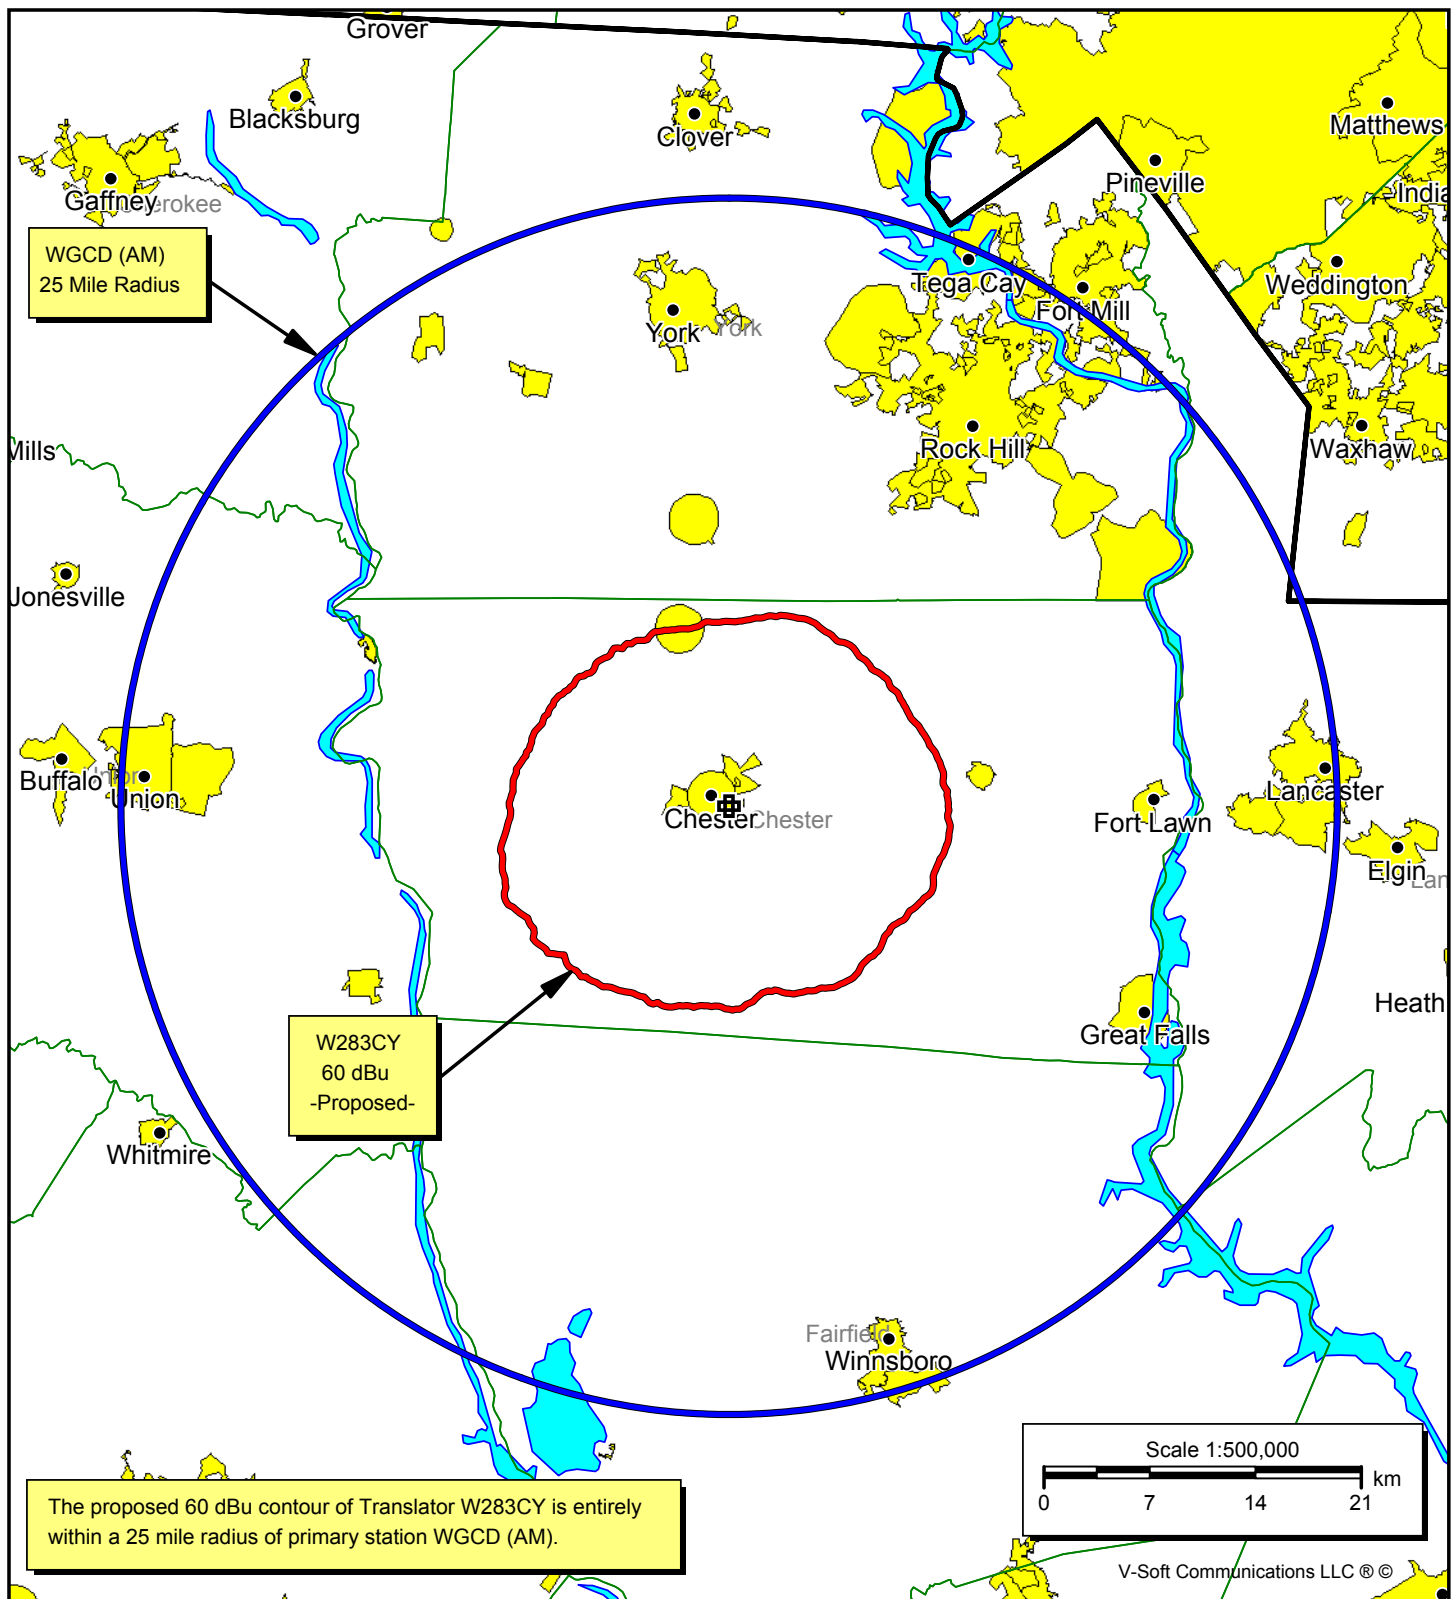 Grover
Blacksburg
Clover
Matthews
Pineville
Gaffney
Cherokee
India
WGCD (AM)
25 Mile Radius
Tega Cay
Fort Mill
Weddington
York
York
Mills
Rock Hill
Waxhaw
Jonesville
Buffalo
Union
Union
Chester
Chester
Fort Lawn
Lancaster
Elgin
Lan
Heath
Great Falls
W283CY
60 dBu
-Proposed-
Whitmire
Fairfield
Winnsboro
Scale 1:500,000
km
0 7 14 21
The proposed 60 dBu contour of Translator W283CY is entirely
within a 25 mile radius of primary station WGCD (AM).
V-Soft Communications LLC ® ©